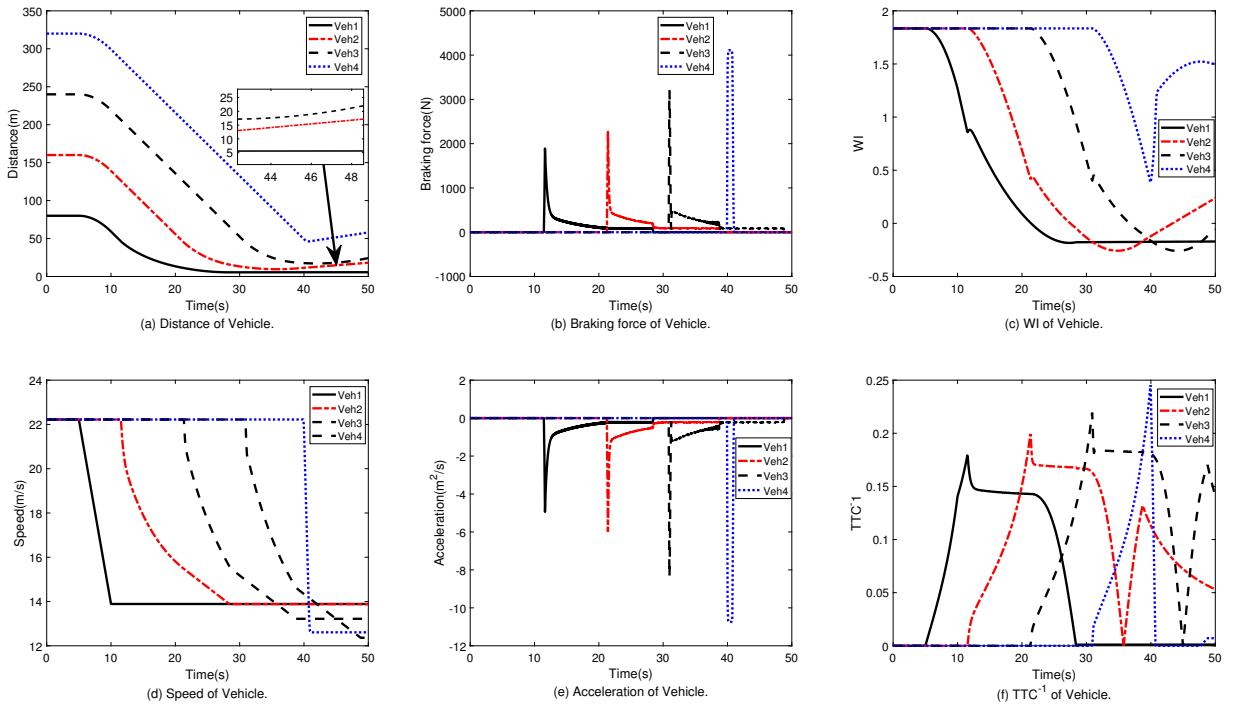 350
300
250
200
150
100
50
0
Distance(m)
0 10 20 30 40 50
Time(s)
Veh1
Veh2
Veh3
Veh4
25
20
15
10
5
44 46 48
(a) Distance of Vehicle.
5000
4000
3000
2000
1000
0
-1000
Braking force(N)
0 10 20 30 40 50
Time(s)
Veh1
Veh2
Veh3
Veh4
(b) Braking force of Vehicle.
2
1.5
1
0.5
0
-0.5
WI
0 10 20 30 40 50
Time(s)
Veh1
Veh2
Veh3
Veh4
(c) WI of Vehicle.
24
22
20
18
16
14
12
Speed(m/s)
0 10 20 30 40 50
Time(s)
Veh1
Veh2
Veh3
Veh4
(d) Speed of Vehicle.
2
0
-2
-4
-6
-8
-10
-12
Acceleration(m²/s)
0 10 20 30 40 50
Time(s)
Veh1
Veh2
Veh3
Veh4
(e) Acceleration of Vehicle.
0.25
0.2
0.15
0.1
0.05
0
TTC⁻1
0 10 20 30 40 50
Time(s)
Veh1
Veh2
Veh3
Veh4
(f) TTC⁻¹ of Vehicle.